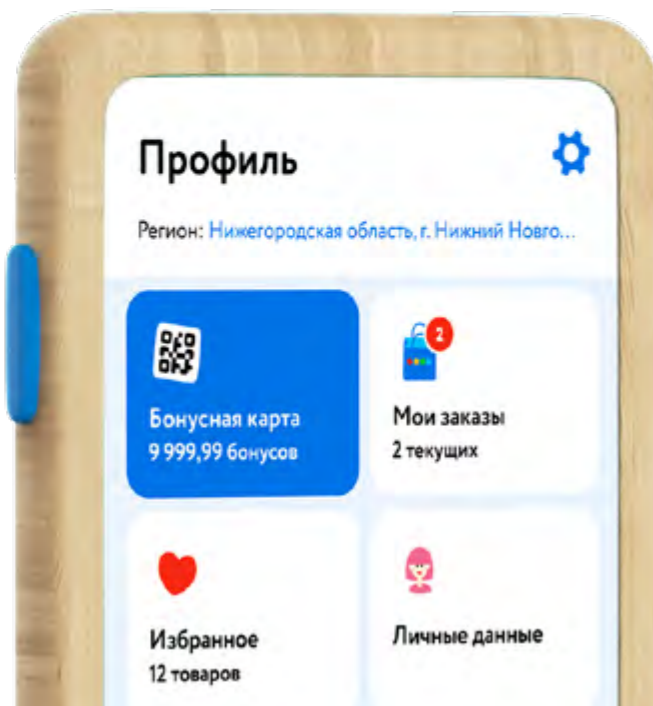 Профиль
Регион: Нижегородская область, г. Нижний Новго...
2
Бонусная карта
9 999,99 бонусов
Мои заказы
2 текущих
Избранное
12 товаров
Личные данные